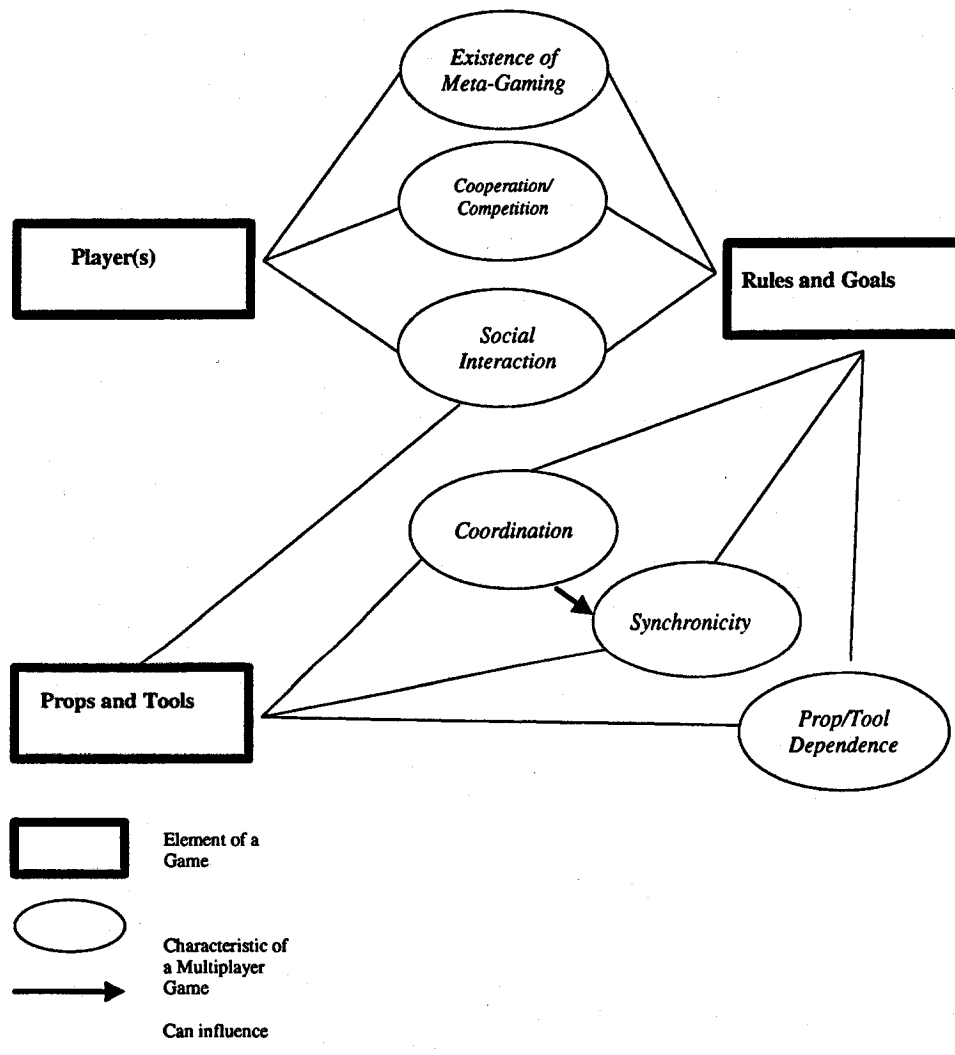 Existence of
Meta-Gaming
Cooperation/
Competition
Player(s)
Rules and Goals
Social
Interaction
Coordination
Synchronicity
Props and Tools
Prop/Tool
Dependence
Element of a
Game
Characteristic of
a Multiplayer
Game
Can influence